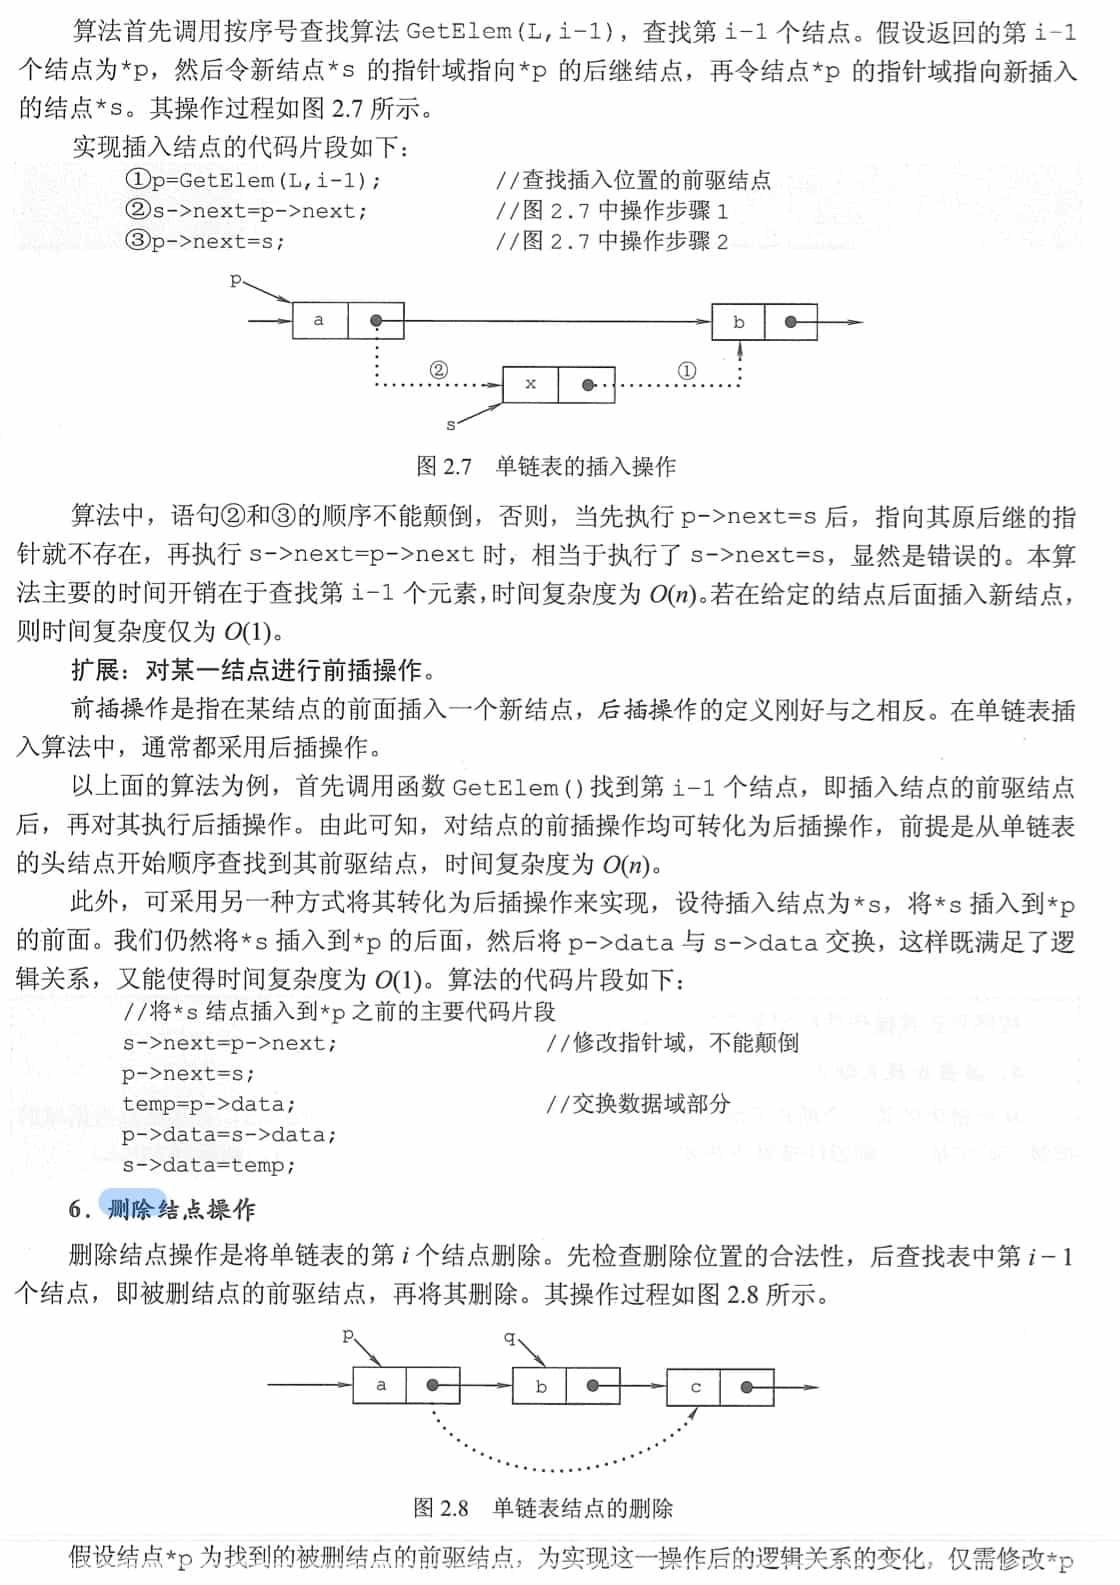 算法首先调用按序号查找算法 GetElem(L,i-1)，查找第 i-1 个结点。假设返回的第 i-1
个结点为*p，然后令新结点*s 的指针域指向*p 的后继结点，再令结点*p 的指针域指向新插入
的结点*s。其操作过程如图 2.7 所示。
实现插入结点的代码片段如下：
①p=GetElem(L,i-1); //查找插入位置的前驱结点
②s->next=p->next; //图 2.7 中操作步骤 1
③p->next=s; //图 2.7 中操作步骤 2
p
a
b
②
x
①
s
图 2.7 单链表的插入操作
算法中，语句②和③的顺序不能颠倒，否则，当先执行 p->next=s 后，指向其原后继的指
针就不存在，再执行 s->next=p->next 时，相当于执行了 s->next=s，显然是错误的。本算
法主要的时间开销在于查找第 i-1 个元素，时间复杂度为 O(n)。若在给定的结点后面插入新结点，
则时间复杂度仅为 O(1)。
扩展：对某一结点进行前插操作。
前插操作是指在某结点的前面插入一个新结点，后插操作的定义刚好与之相反。在单链表插
入算法中，通常都采用后插操作。
以上面的算法为例，首先调用函数 GetElem()找到第 i-1 个结点，即插入结点的前驱结点
后，再对其执行后插操作。由此可知，对结点的前插操作均可转化为后插操作，前提是从单链表
的头结点开始顺序查找到其前驱结点，时间复杂度为 O(n)。
此外，可采用另一种方式将其转化为后插操作来实现，设待插入结点为*s，将*s 插入到*p
的前面。我们仍然将*s 插入到*p 的后面，然后将 p->data 与 s->data 交换，这样既满足了逻
辑关系，又能使得时间复杂度为 O(1)。算法的代码片段如下：
//将*s 结点插入到*p 之前的主要代码片段
s->next=p->next; //修改指针域，不能颠倒
p->next=s;
temp=p->data; //交换数据域部分
p->data=s->data;
s->data=temp;
6. 删除结点操作
删除结点操作是将单链表的第 i 个结点删除。先检查删除位置的合法性，后查找表中第 i－1
个结点，即被删结点的前驱结点，再将其删除。其操作过程如图 2.8 所示。
p
q
a
b
c
图 2.8 单链表结点的删除
假设结点*p 为找到的被删结点的前驱结点，为实现这一操作后的逻辑关系的变化，仅需修改*p